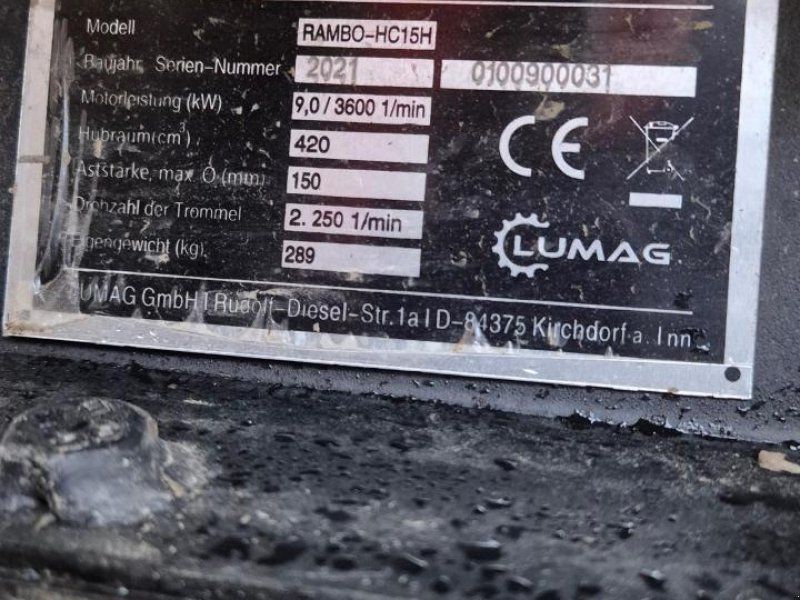 Modell RAMBO-HC15H
Baujahr, Serien-Nummer 2021 0100900031
Motorleistung (kW) 9,0 / 3600 1/min
Hubraum(cm³) 420
Aststärke, max. Ø (mm) 150
Drehzahl der Trommel 2. 250 1/min
Eigengewicht (kg) 289
CE
LUMAG
LUMAG GmbH | Rudolf-Diesel-Str.1a | D-84375 Kirchdorf a. Inn